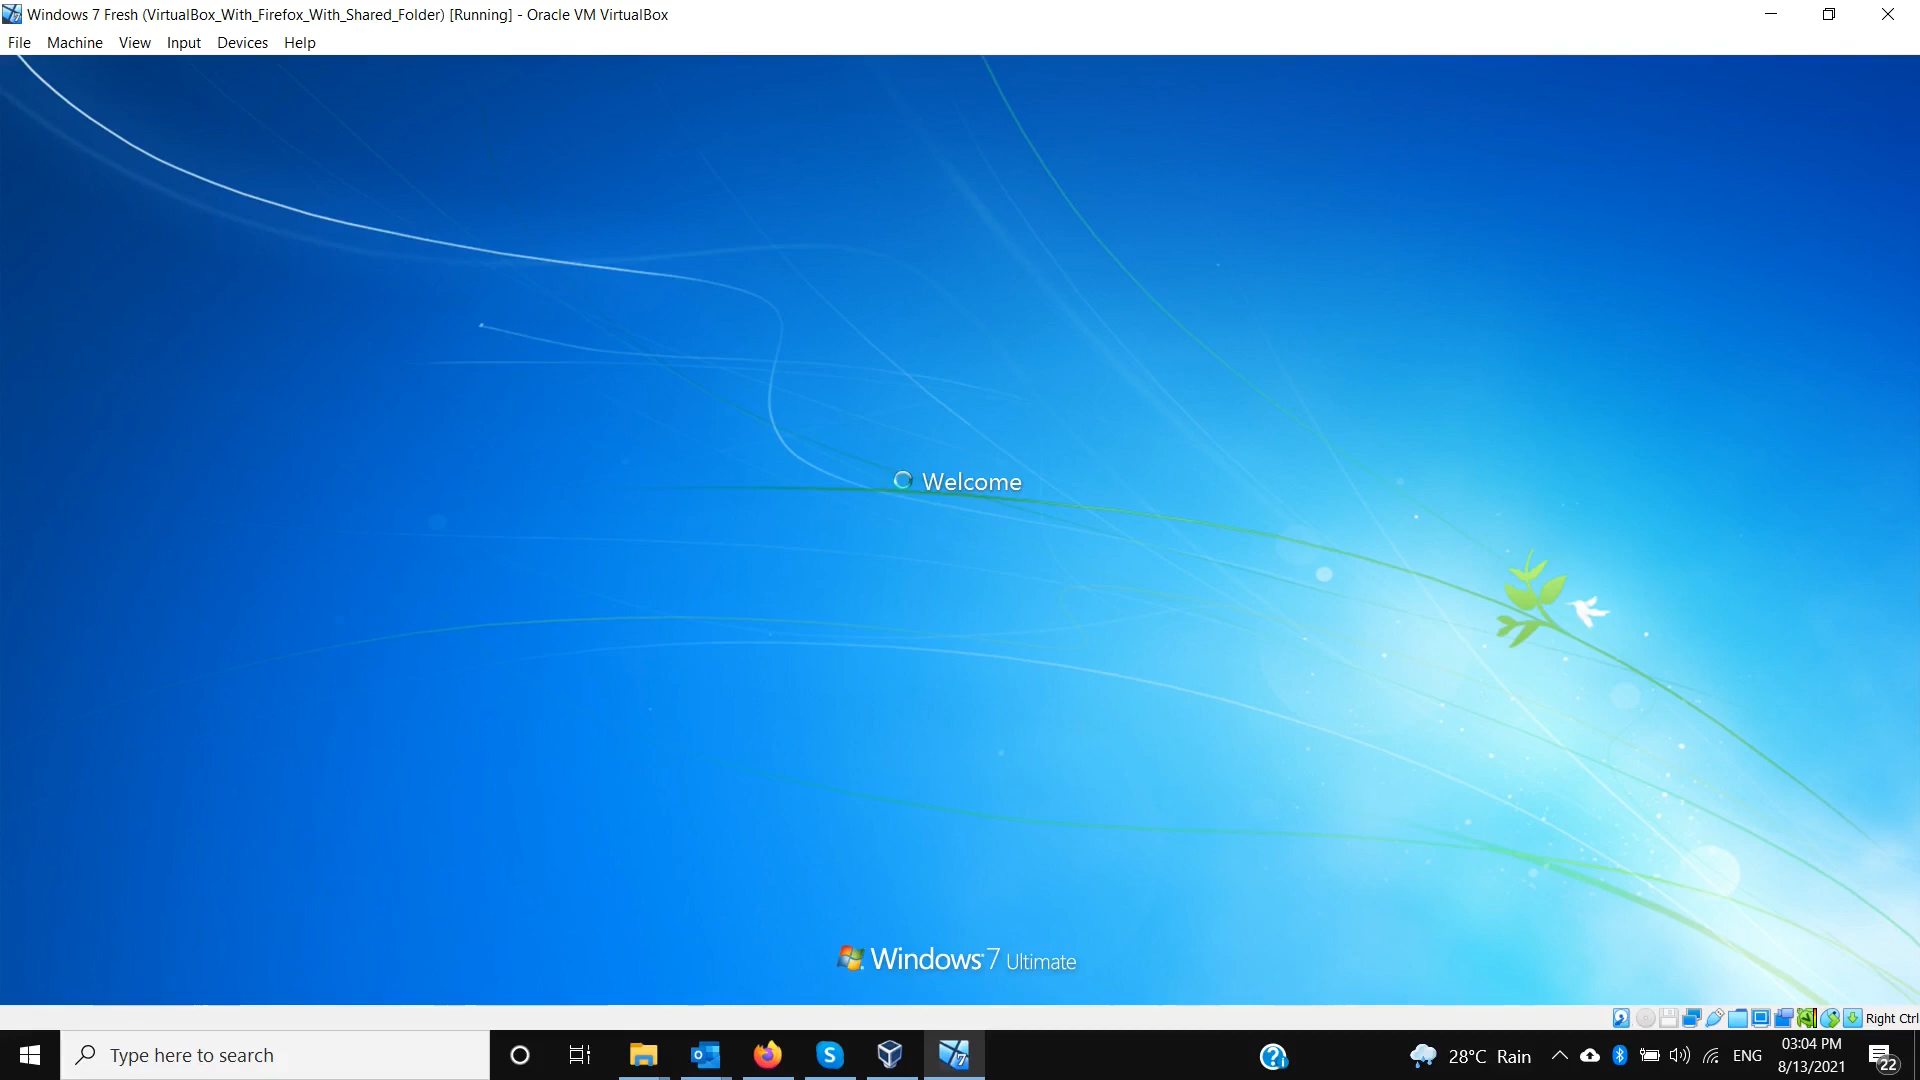 Windows 7 Fresh (VirtualBox_With_Firefox_With_Shared_Folder) [Running] - Oracle VM VirtualBox
File Machine View Input Devices Help
Welcome
Windows 7 Ultimate
Right Ctrl
Type here to search
28°C Rain
ENG
03:04 PM
8/13/2021
22